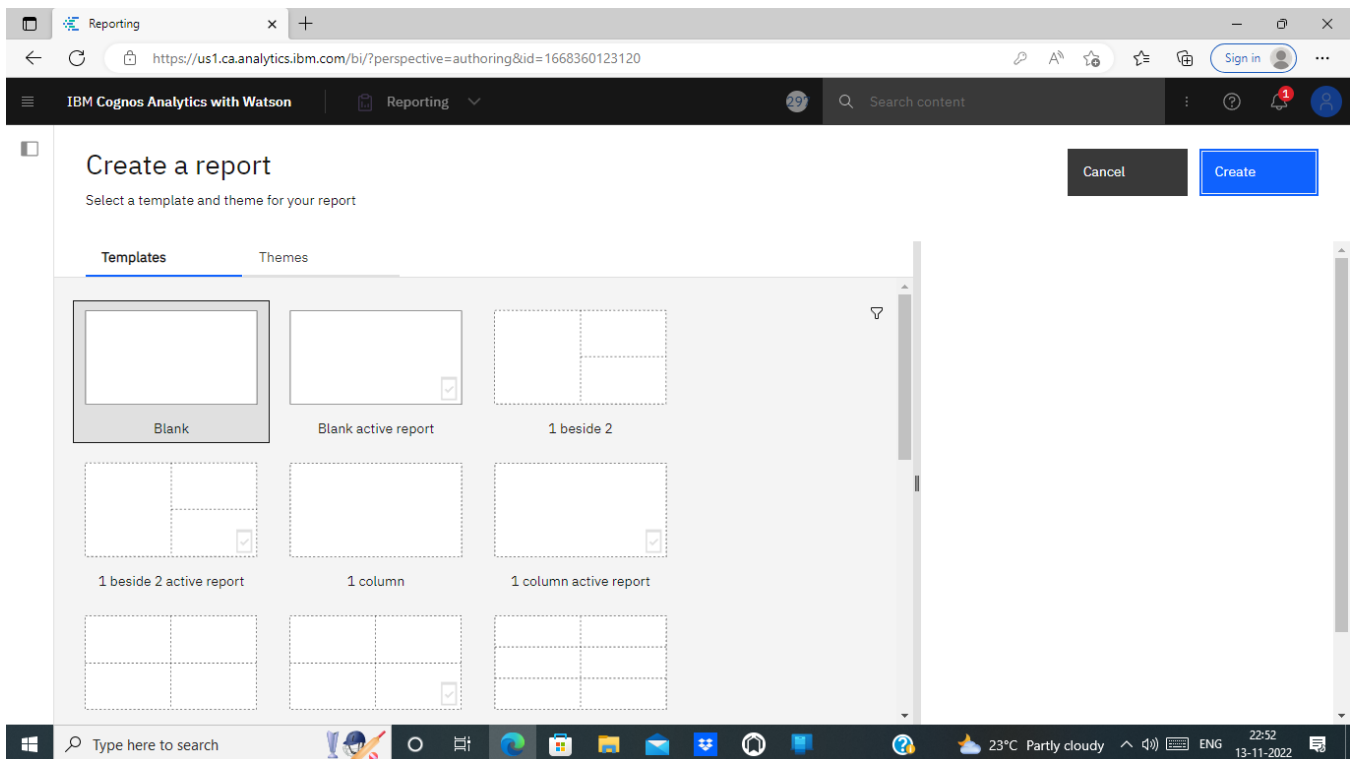 Reporting
https://us1.ca.analytics.ibm.com/bi/?perspective=authoring&id=1668360123120
Sign in
IBM Cognos Analytics with Watson
Reporting
Search content
1
Create a report
Select a template and theme for your report
Cancel
Create
Templates
Themes
Blank
Blank active report
1 beside 2
1 beside 2 active report
1 column
1 column active report
Type here to search
23°C Partly cloudy
ENG
22:52
13-11-2022